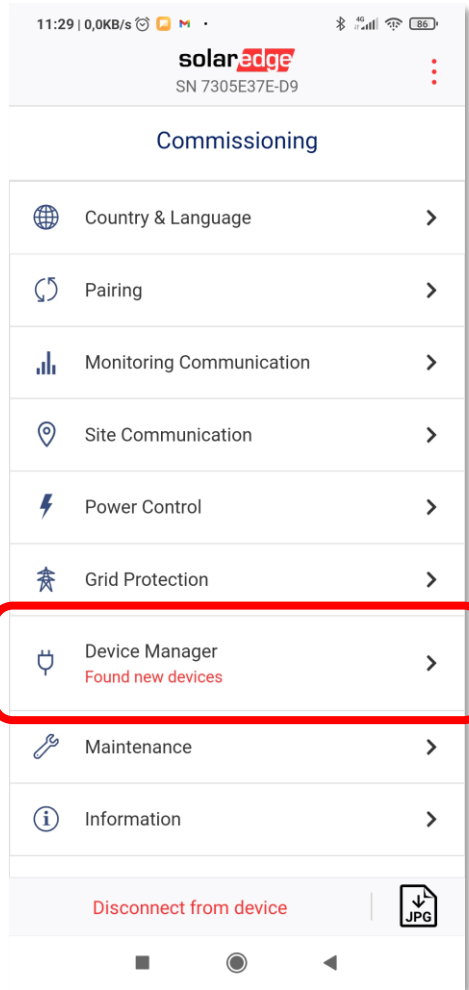 11:29 | 0,0KB/s 4G 86
solaredge
SN 7305E37E-D9
Commissioning
Country & Language
Pairing
Monitoring Communication
Site Communication
Power Control
Grid Protection
Device Manager
Found new devices
Maintenance
Information
Disconnect from device
JPG